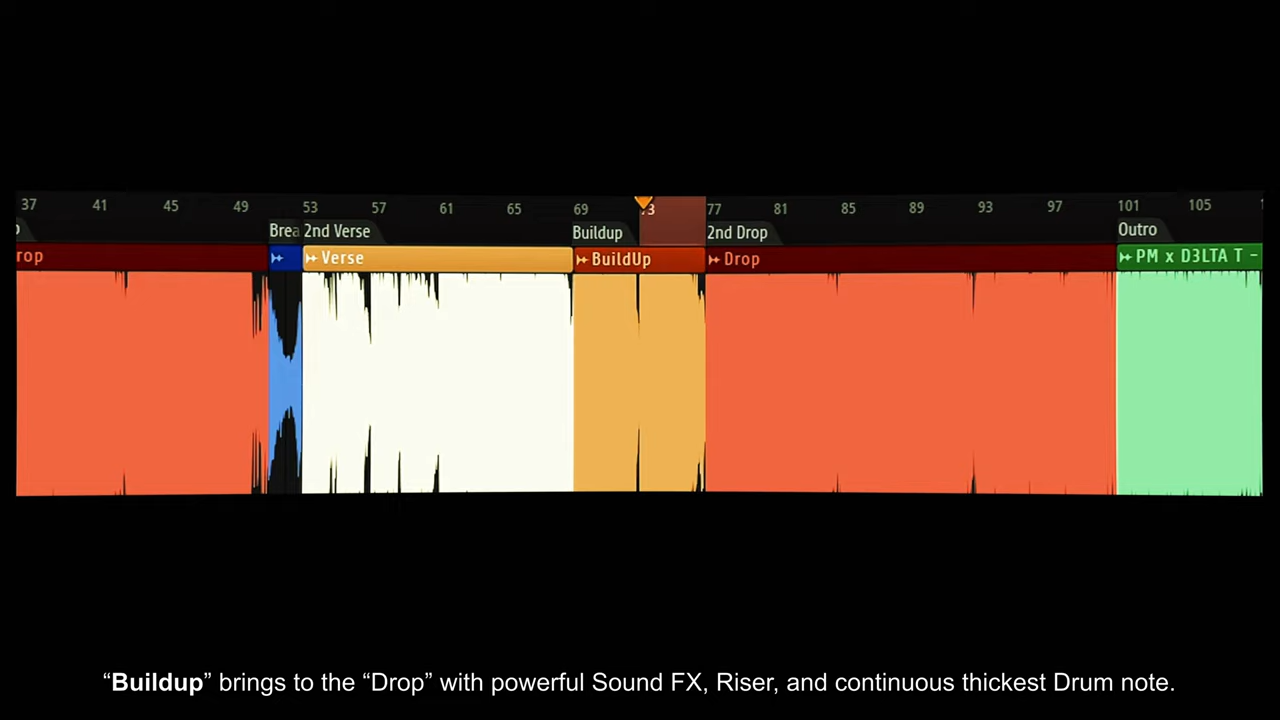 37 41 45 49 53 57 61 65 69 73 77 81 85 89 93 97 101 105
Brea 2nd Verse Buildup 2nd Drop Outro
rop Verse BuildUp Drop PM x D3LTA T -
“Buildup” brings to the “Drop” with powerful Sound FX, Riser, and continuous thickest Drum note.